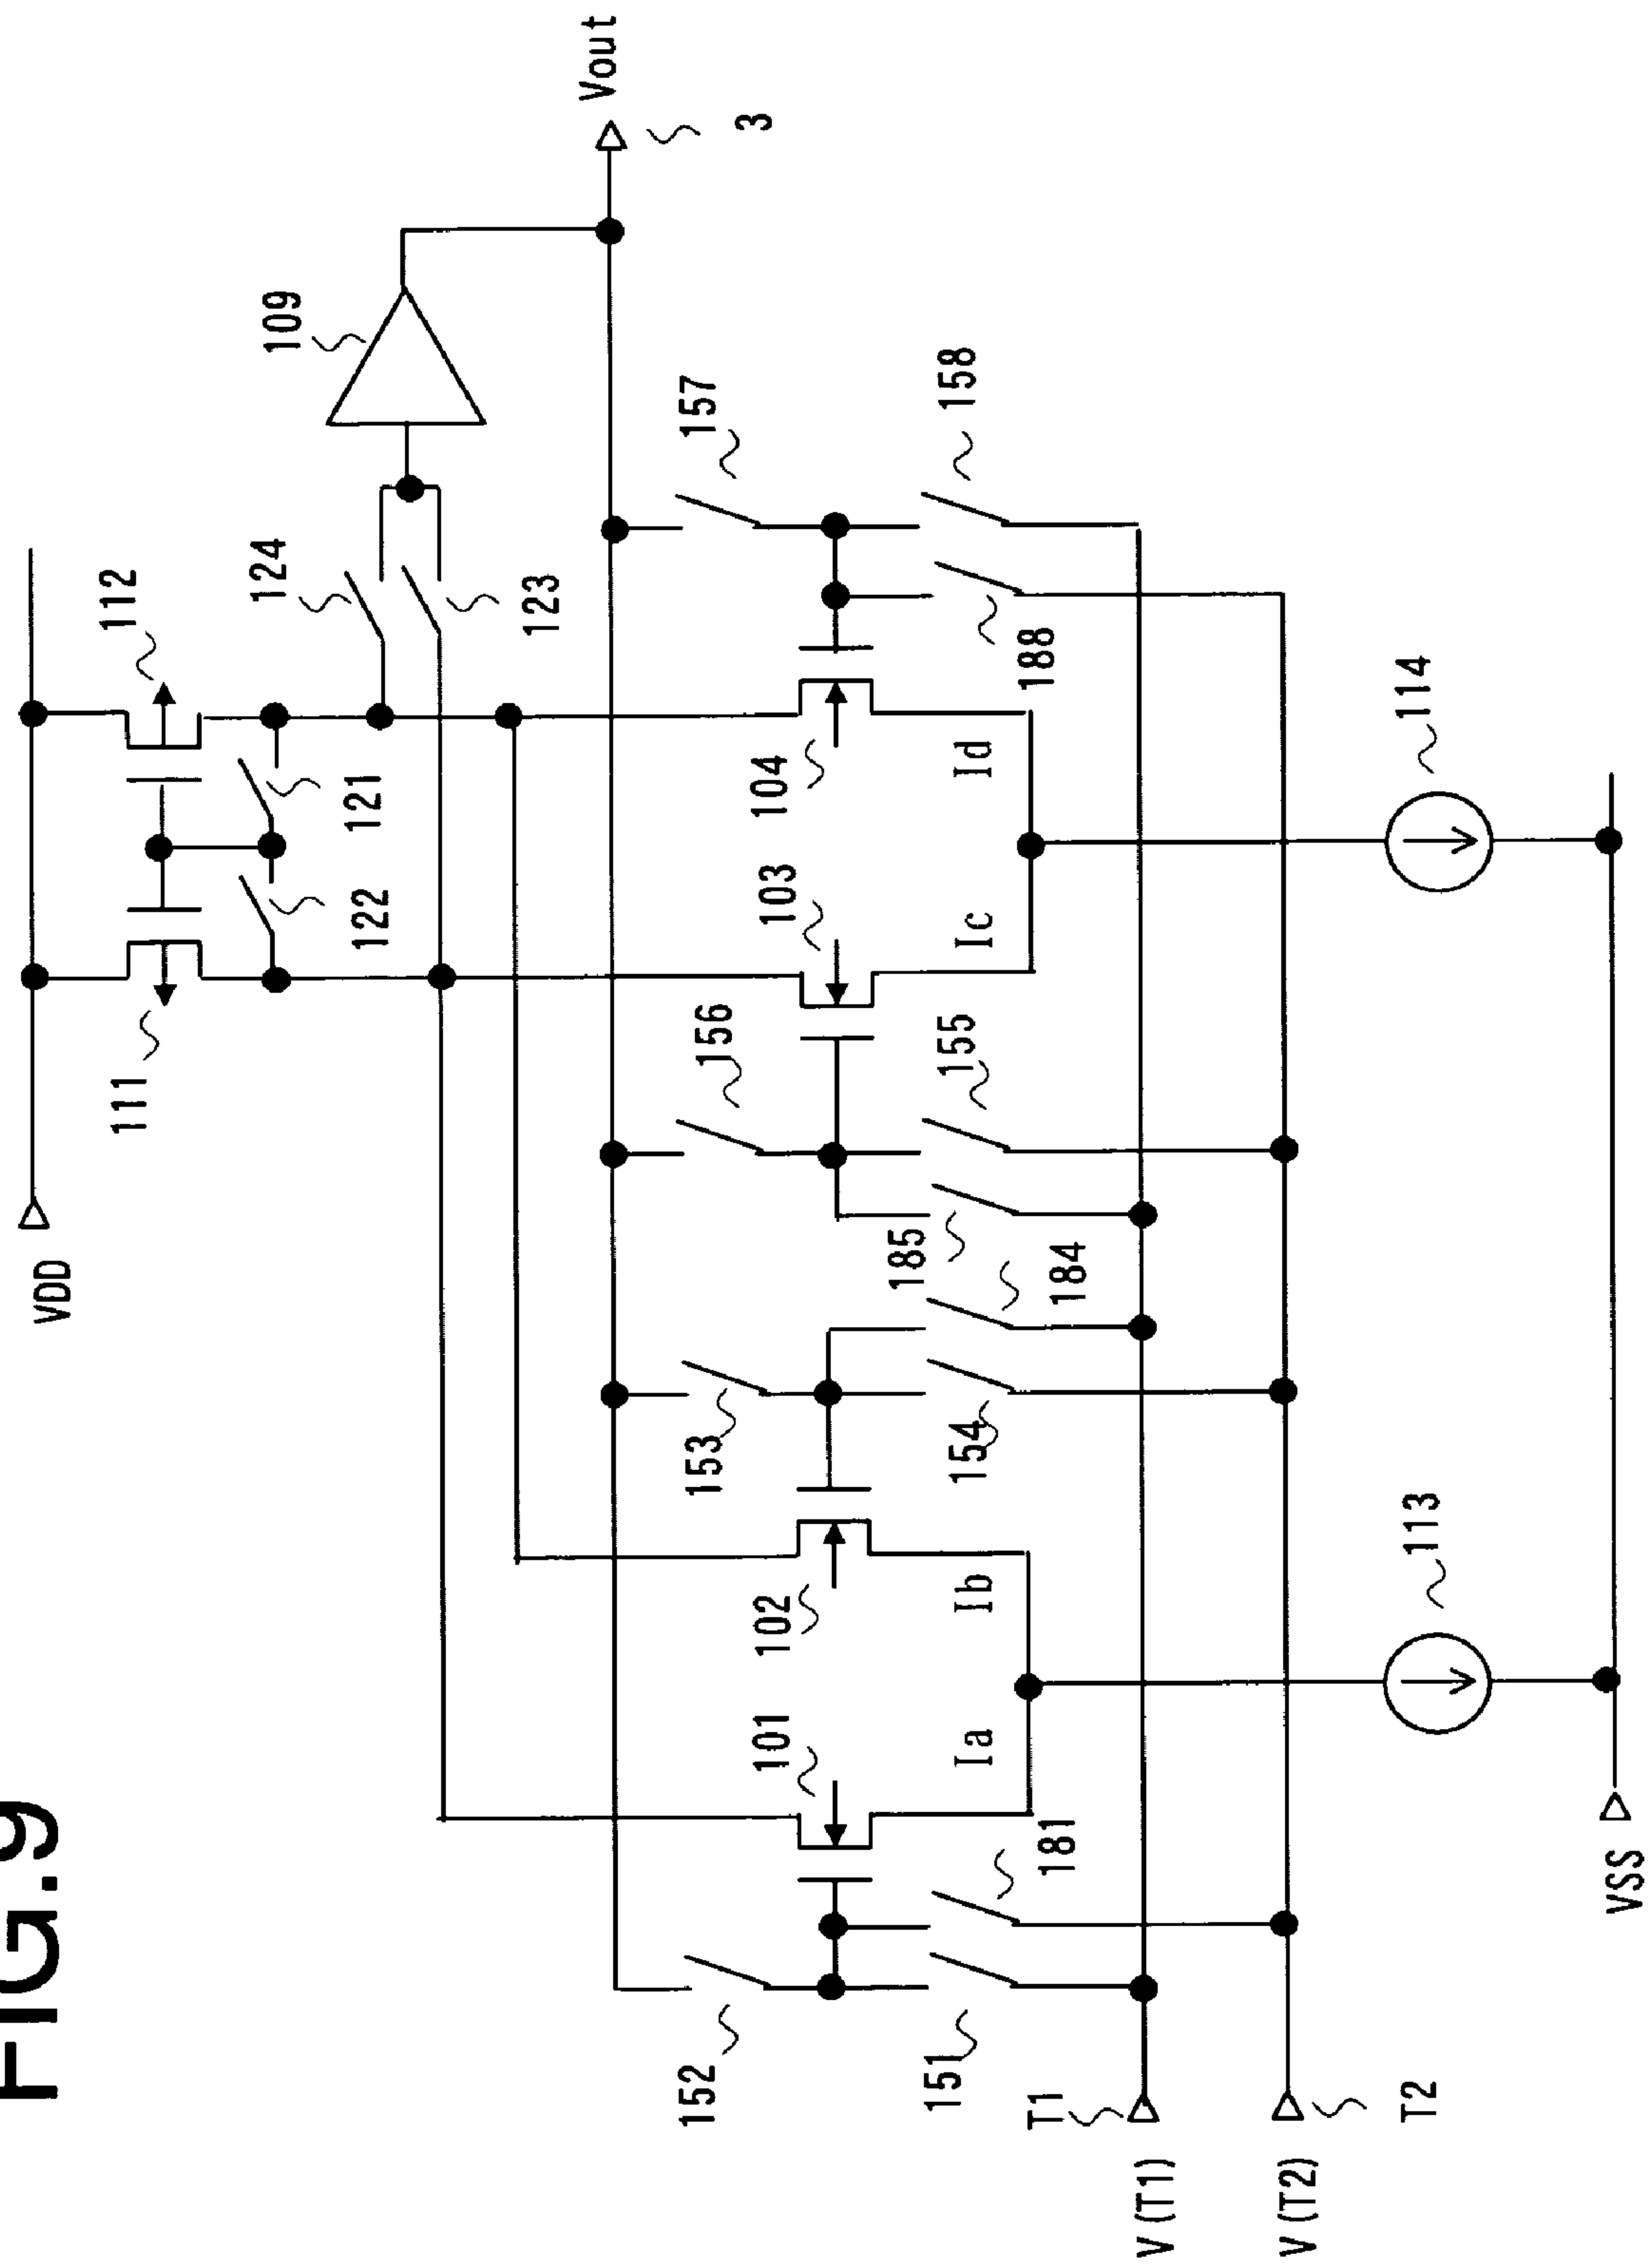 FIG.9
VDD
111
112
122
121
124
123
109
Vout
3
152
151
101
181
Ia
Ib
102
153
154
184
185
156
155
103
Ic
Id
104
188
157
158
T1
V (T1)
V (T2)
T2
113
114
VSS